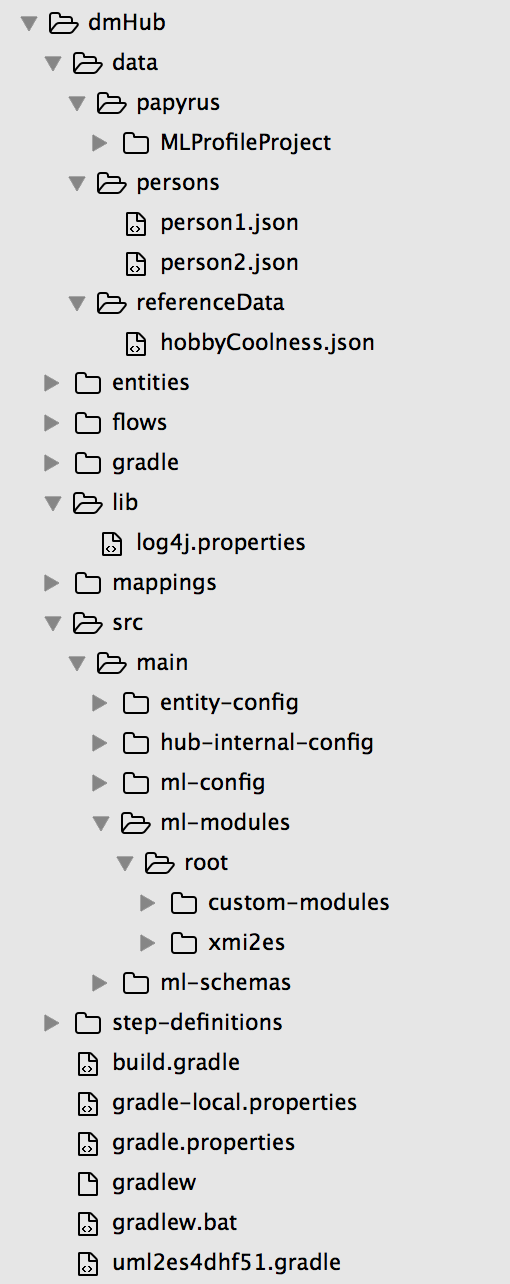 dmHub
data
papyrus
MLProfileProject
persons
person1.json
person2.json
referenceData
hobbyCoolness.json
entities
flows
gradle
lib
log4j.properties
mappings
src
main
entity-config
hub-internal-config
ml-config
ml-modules
root
custom-modules
xmi2es
ml-schemas
step-definitions
build.gradle
gradle-local.properties
gradle.properties
gradlew
gradlew.bat
uml2es4dhf51.gradle